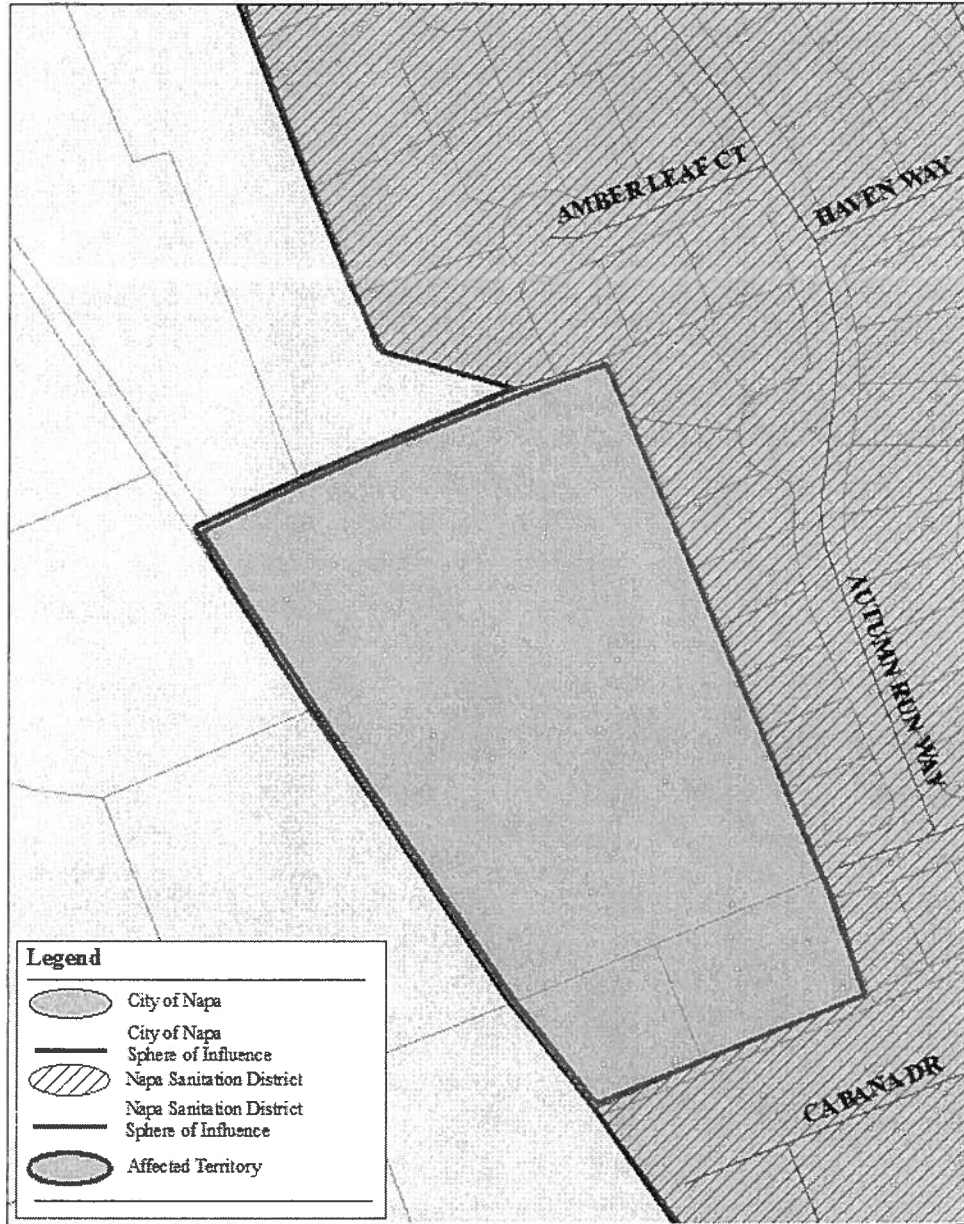 AMBER LEAF CT
HAVEN WAY
AUTUMN RUN WAY
CABANA DR
Legend
City of Napa
City of Napa
Sphere of Influence
Napa Sanitation District
Napa Sanitation District
Sphere of Influence
Affected Territory